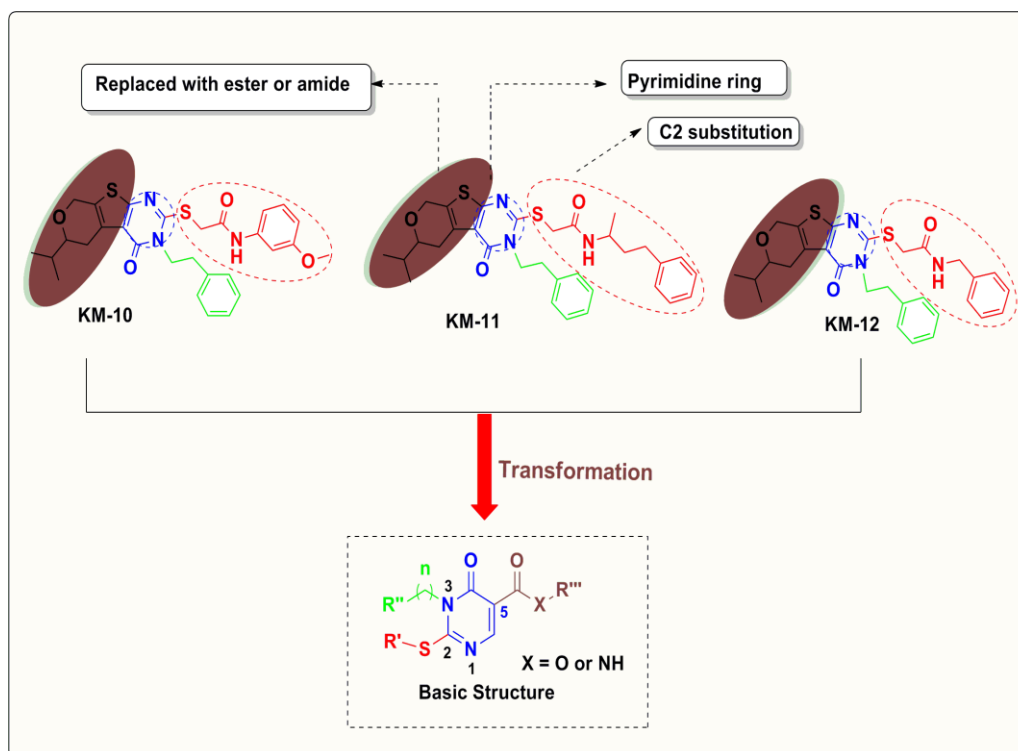 Replaced with ester or amide
Pyrimidine ring
C2 substitution
S
N
S
O
N
H
O
N
O
O
KM-10
S
N
S
O
N
H
O
N
O
KM-11
S
N
S
O
N
H
O
N
O
KM-12
Transformation
n
O
O
R''
3
N
R'''
X
5
R'
S
2
N
1
X = O or NH
Basic Structure